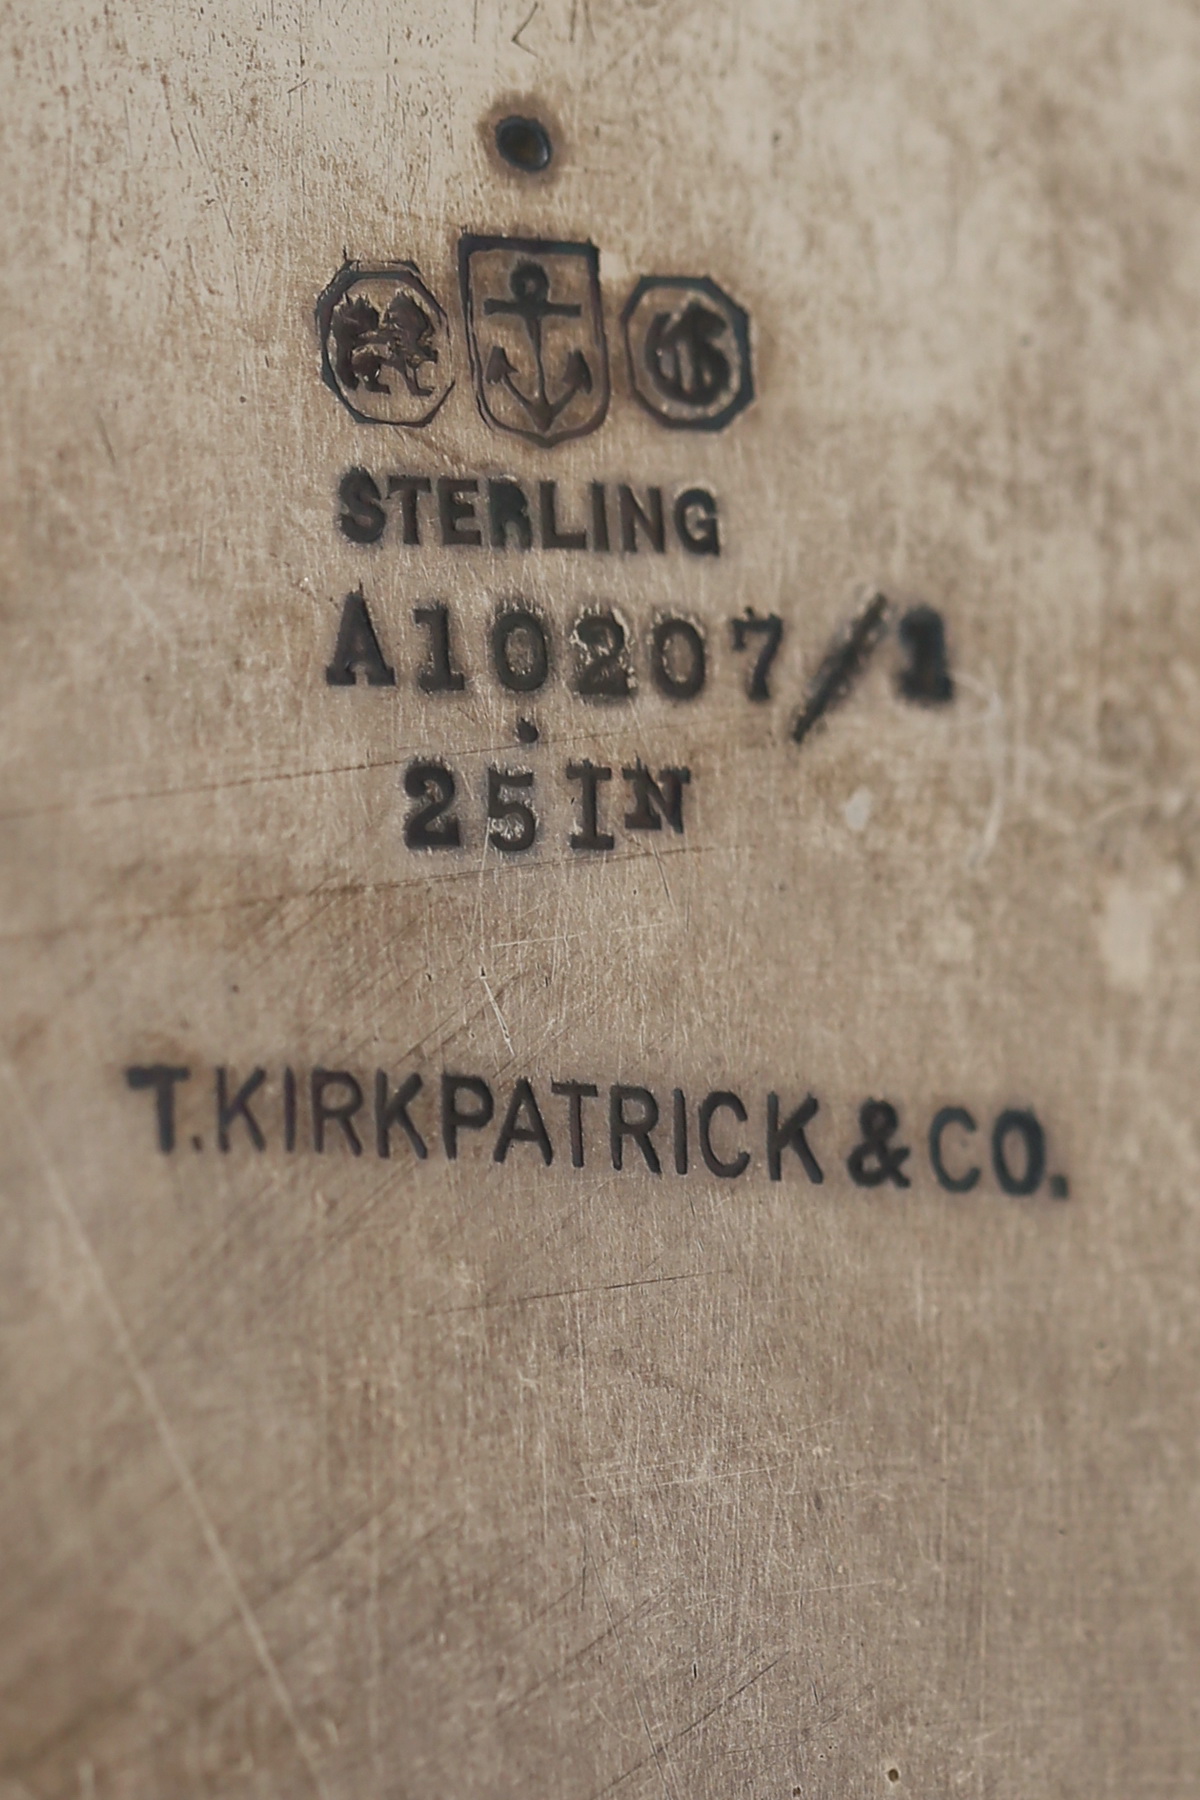 STERLING
A10207/1
25IN
T.KIRKPATRICK & CO.